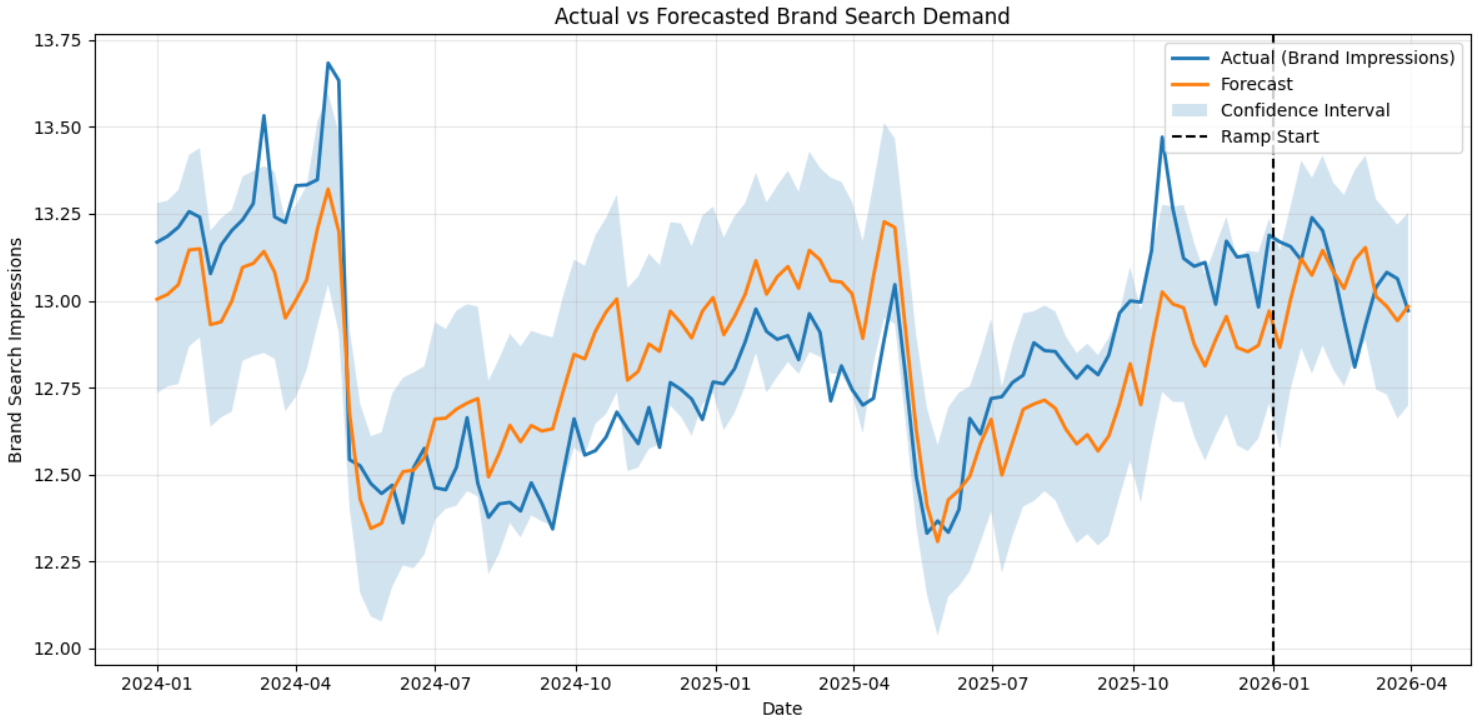 Actual vs Forecasted Brand Search Demand
Actual (Brand Impressions)
Forecast
Confidence Interval
Ramp Start
Brand Search Impressions
13.75
13.50
13.25
13.00
12.75
12.50
12.25
12.00
2024-01
2024-04
2024-07
2024-10
2025-01
2025-04
2025-07
2025-10
2026-01
2026-04
Date